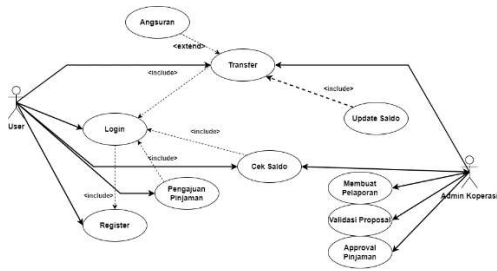 Angsuran
<extend>
Transfer
<include>
<include>
Update Saldo
User
Login
<include>
<include>
Cek Saldo
<include>
Pengajuan
Pinjaman
Register
Membuat
Pelaporan
Admin Koperasi
Validasi Proposal
Approval
Pinjaman